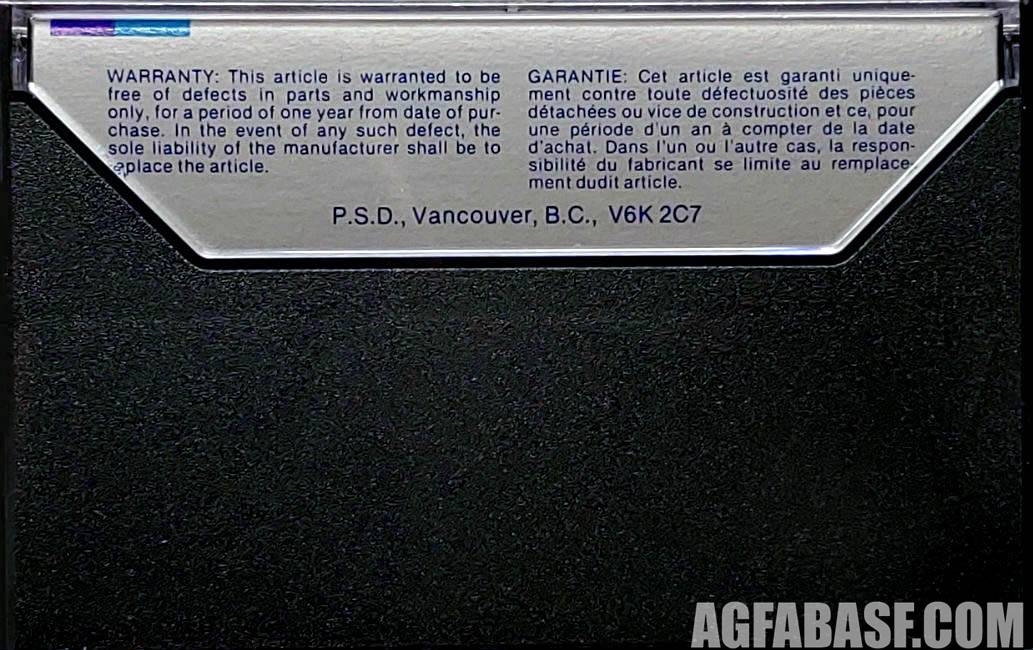 WARRANTY: This article is warranted to be
free of defects in parts and workmanship
only, for a period of one year from date of pur-
chase. In the event of any such defect, the
sole liability of the manufacturer shall be to
eplace the article.
GARANTIE: Cet article est garanti unique-
ment contre toute défectuosité des pièces
détachées ou vice de construction et ce, pour
une période d'un an à compter de la date
d'achat. Dans l'un ou l'autre cas, la respon-
sibilité du fabricant se limite au remplace-
ment dudit article.
P.S.D., Vancouver, B.C., V6K 2C7
AGFABASF.COM